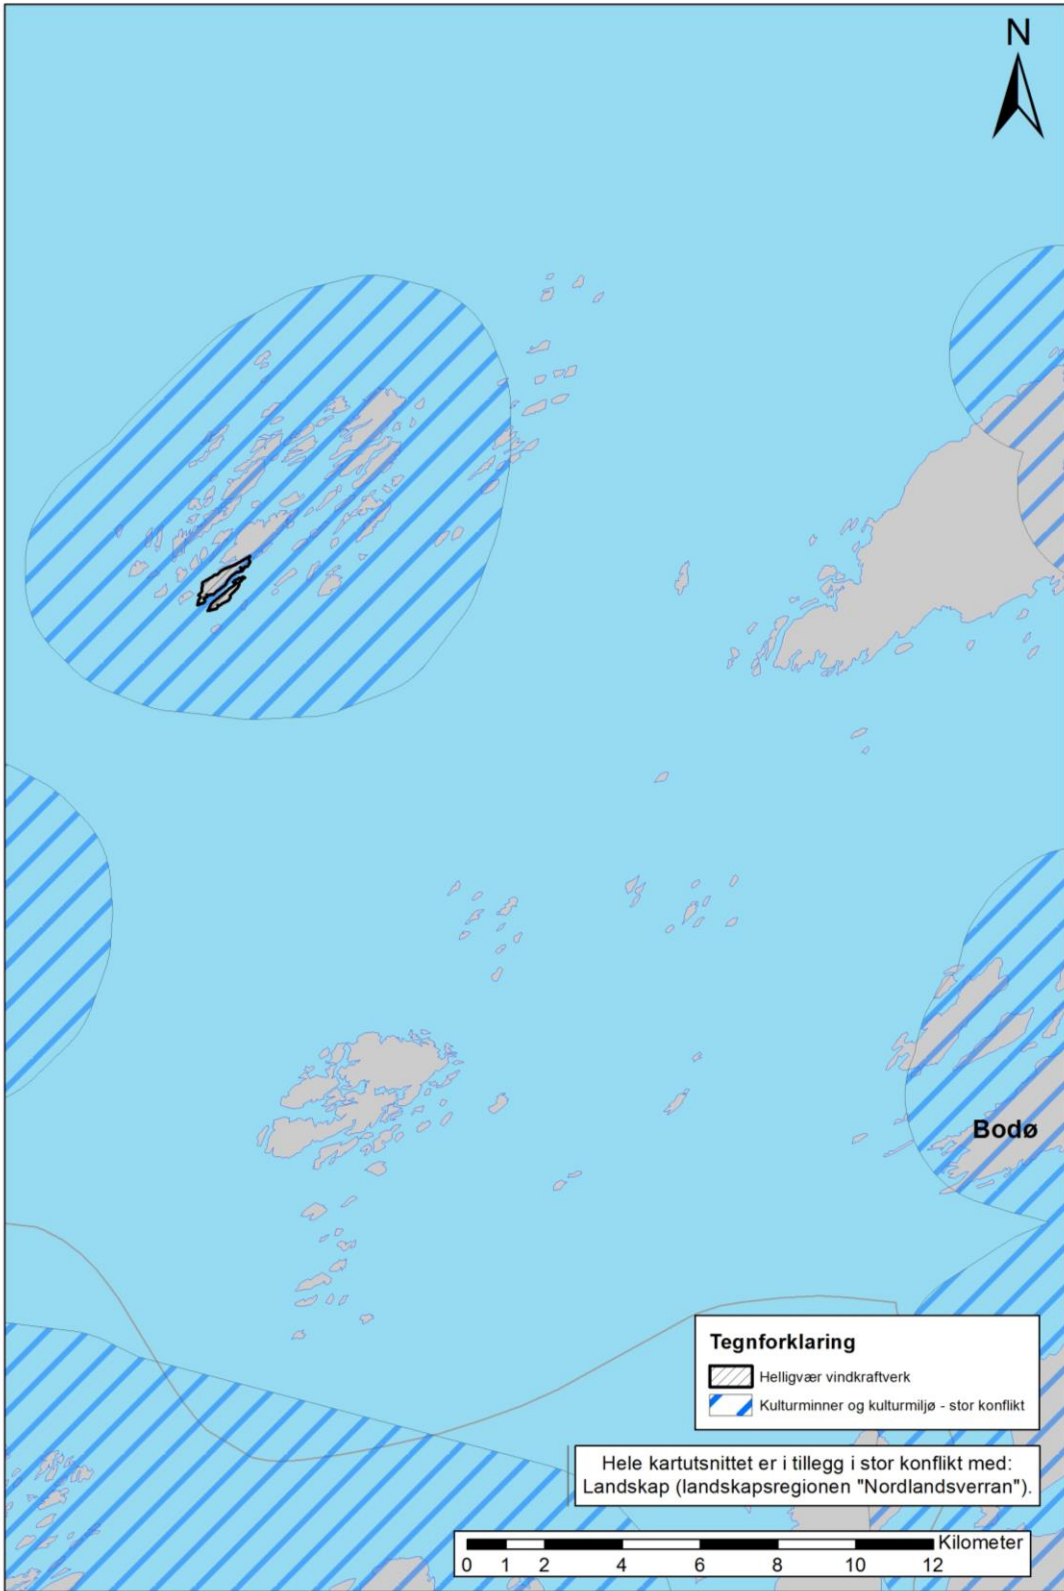 N
Bodø
Tegnforklaring
Helligvær vindkraftverk
Kulturminner og kulturmiljø - stor konflikt
Hele kartutsnittet er i tillegg i stor konflikt med:
Landskap (landskapsregionen "Nordlandsverran").
Kilometer
0 1 2 4 6 8 10 12